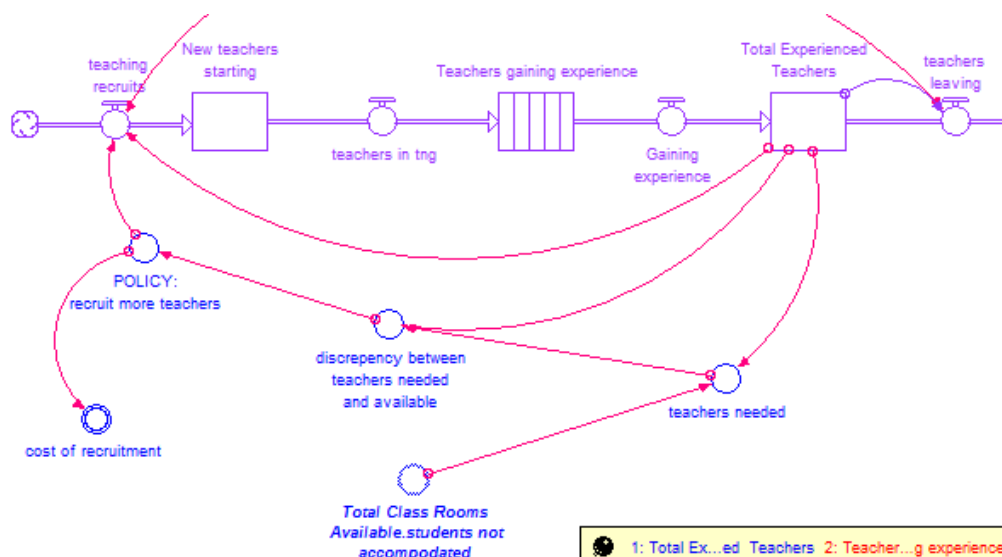 New teachers
starting
teaching
recruits
Teachers gaining experience
Total Experienced
Teachers
teachers
leaving
teachers in tng
Gaining
experience
POLICY:
recruit more teachers
discrepency between
teachers needed
and available
teachers needed
cost of recruitment
Total Class Rooms
Available.students not
accompodated
1: Total Ex...ed Teachers 2: Teacher...g experience